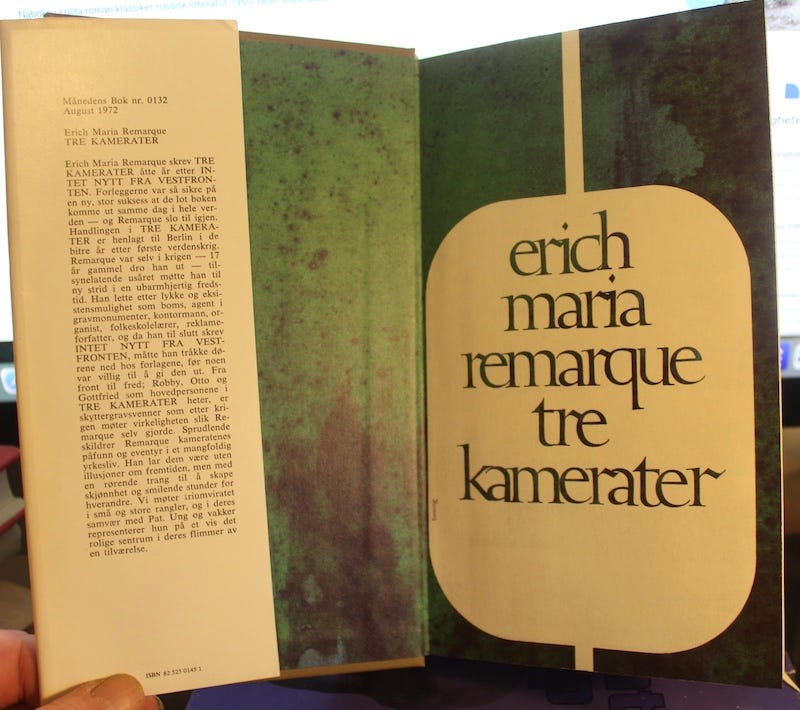 Nabokov
roman klassiker russisk litteratur
Månedens Bok nr. 0132
August 1972
Erich Maria Remarque
TRE KAMERATER
Erich Maria Remarque skrev TRE
KAMERATER åtte år etter IN-
TET NYTT FRA VESTFRON-
TEN. Forleggerne var så sikre på
en ny, stor suksess at de lot boken
komme ut samme dag i hele ver-
den — og Remarque slo til igjen.
Handlingen i TRE KAMERA-
TER er henlagt til Berlin i de
bitre år etter første verdenskrig.
Remarque var selv i krigen — 17
år gammel dro han ut — til-
synelatende usåret møtte han til
ny strid i en ubarmhjertig freds-
tid. Han lette etter lykke og eksi-
stensmulighet som boms, agent i
gravmonumenter, kontormann, or-
ganist, folkeskolelærer, reklame-
forfatter, og da han til slutt skrev
INTET NYTT FRA VEST-
FRONTEN, måtte han tråkke dø-
rene ned hos forlagene, før noen
var villig til å gi den ut. Fra
front til fred; Robby, Otto og
Gottfried som hovedpersonene i
TRE KAMERATER heter, er
skyttergravsvenner som etter kri-
gen møter virkeligheten slik Re-
marque selv gjorde. Sprudlende
skildrer Remarque kameratenes
påfunn og eventyr i et mangfoldig
yrkesliv. Han lar dem være uten
illusjoner om fremtiden, men med
en rørende trang til å skape
skjønnhet og smilende stunder for
hverandre. Vi møter triumviratet
i små og store rangler, og i deres
samvær med Pat. Ung og vakker
representerer hun på et vis det
rolige sentrum i deres flimmer av
en tilværelse.
ISBN 82 525 0145 1
erich
maria
remarque
tre
kamerater